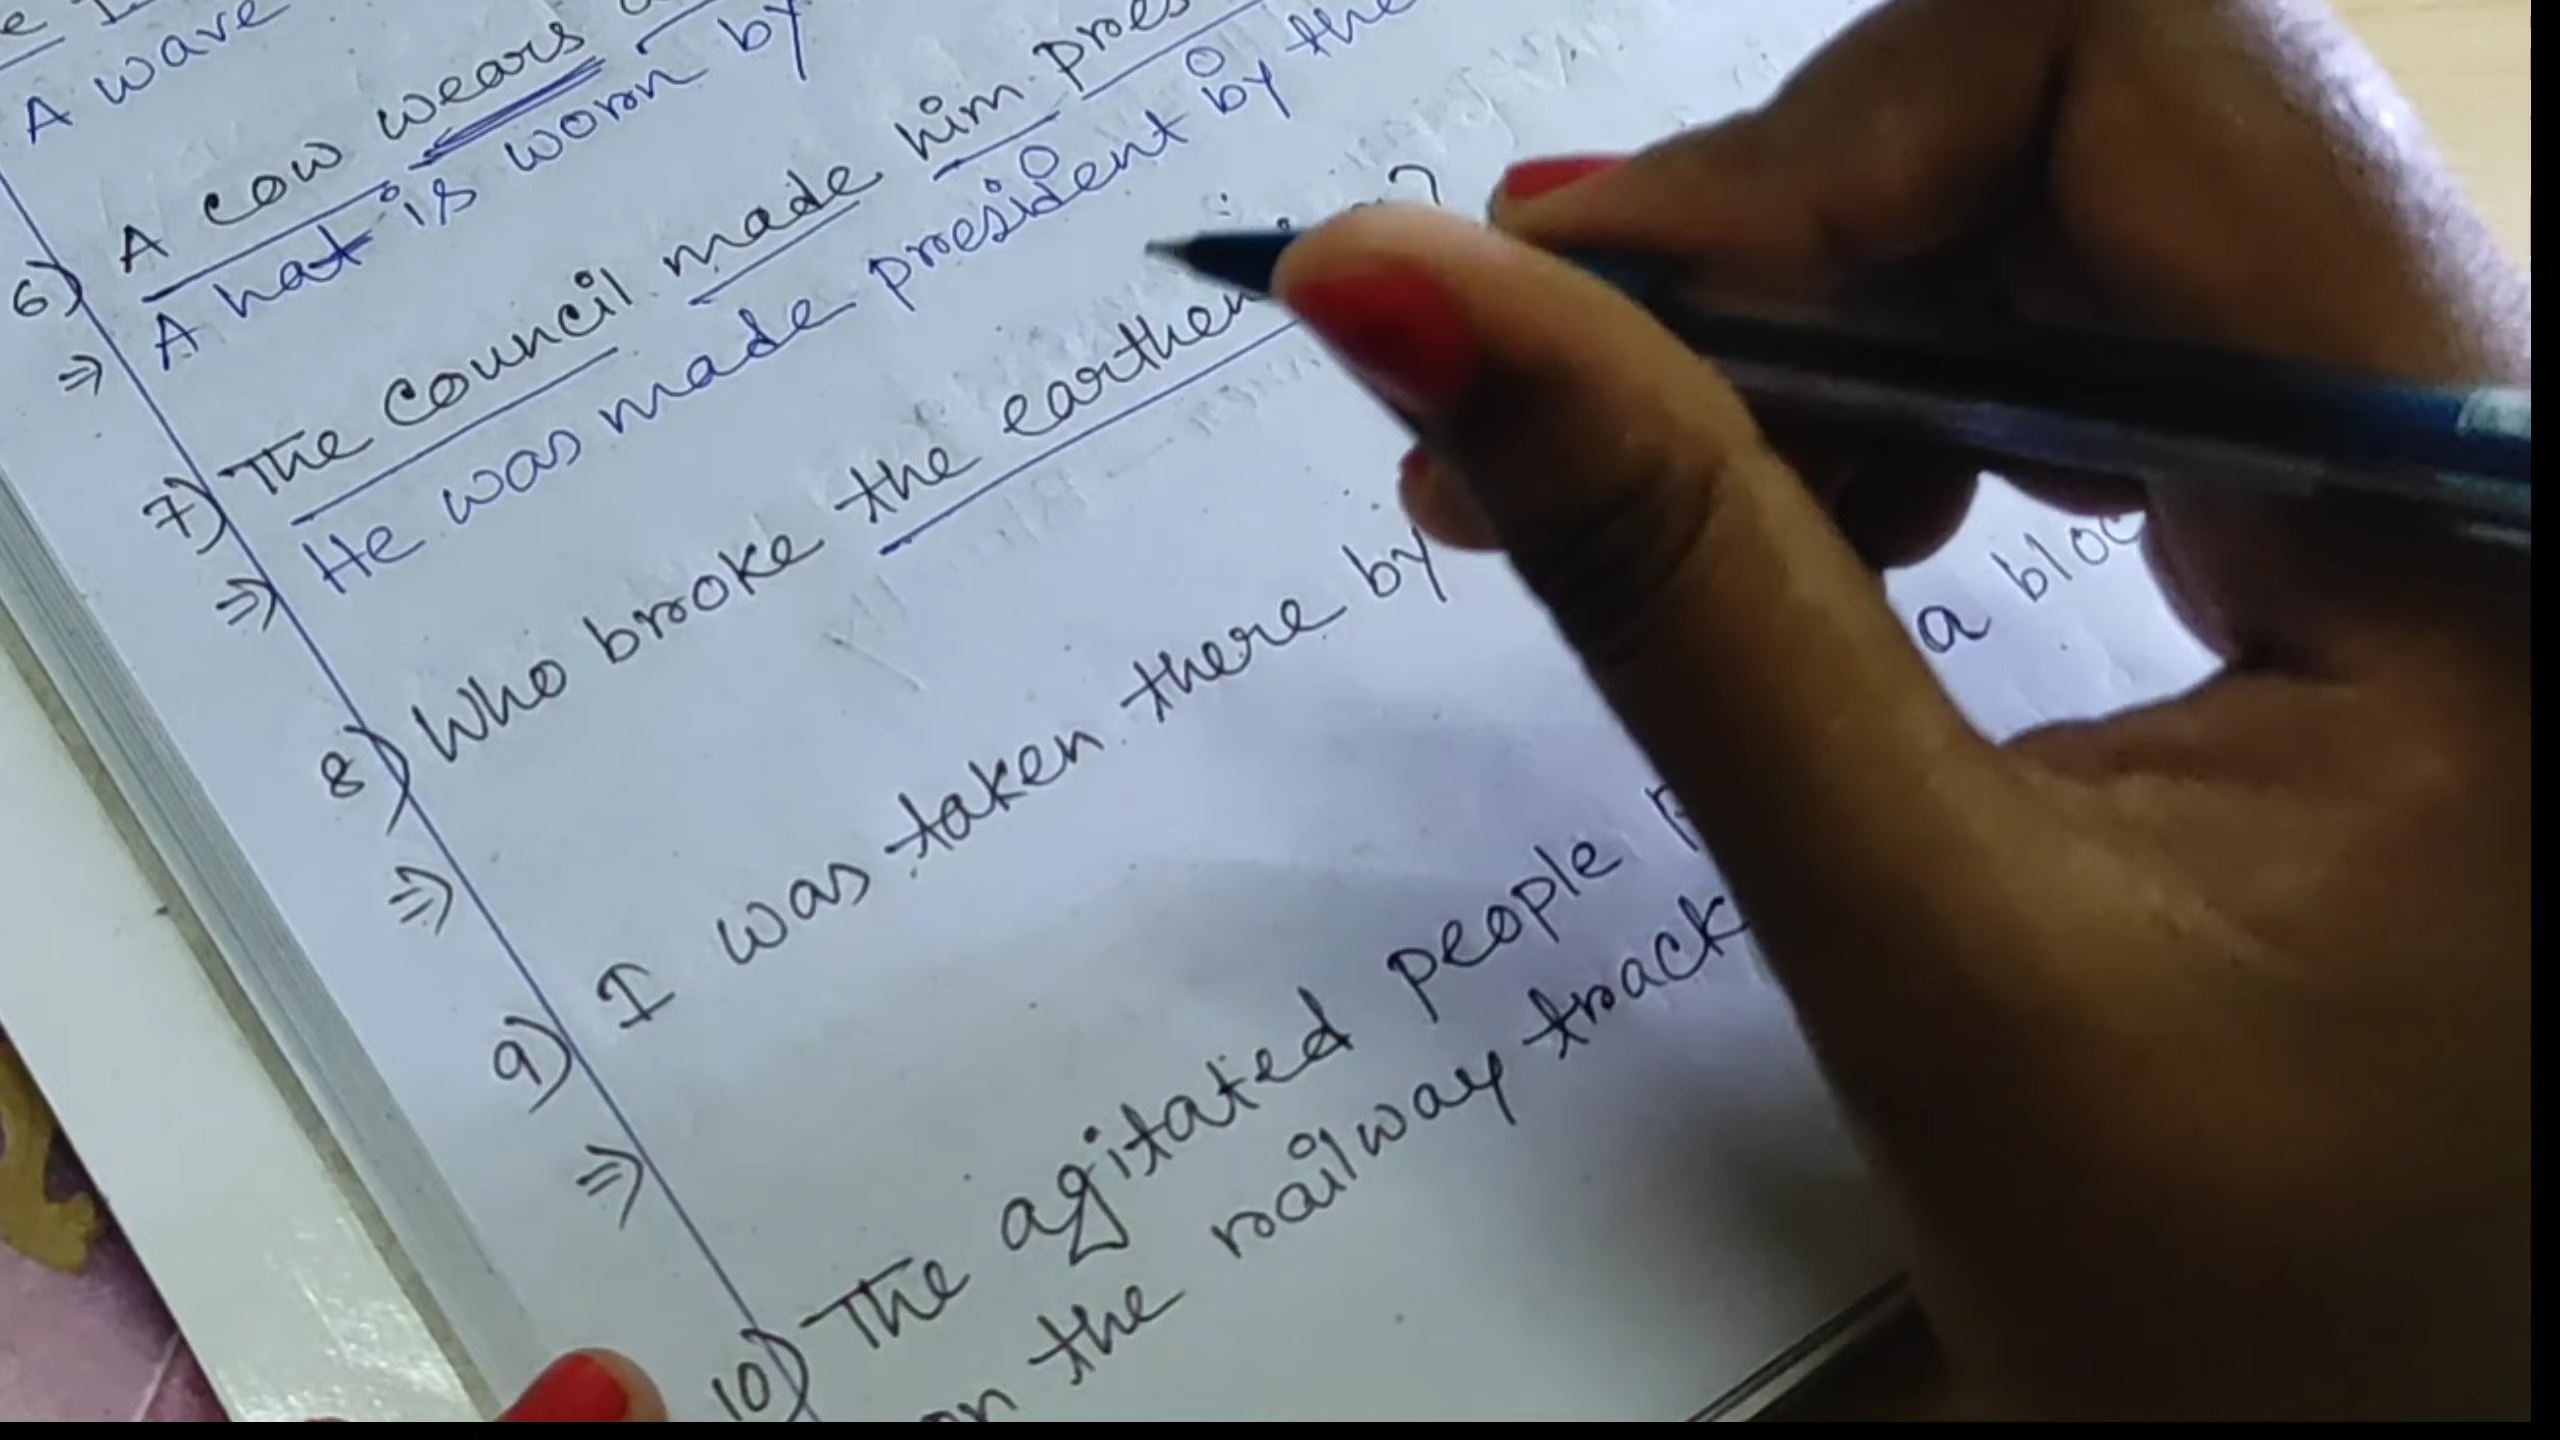 A wave
6) A cow wears
⇒ A hat is worn by
7) The Council made him pres
⇒ He was made president by the
8) Who broke the earthen ?
⇒
9) I was taken there by
⇒
a bloc
10) The agitated people
on the railway track